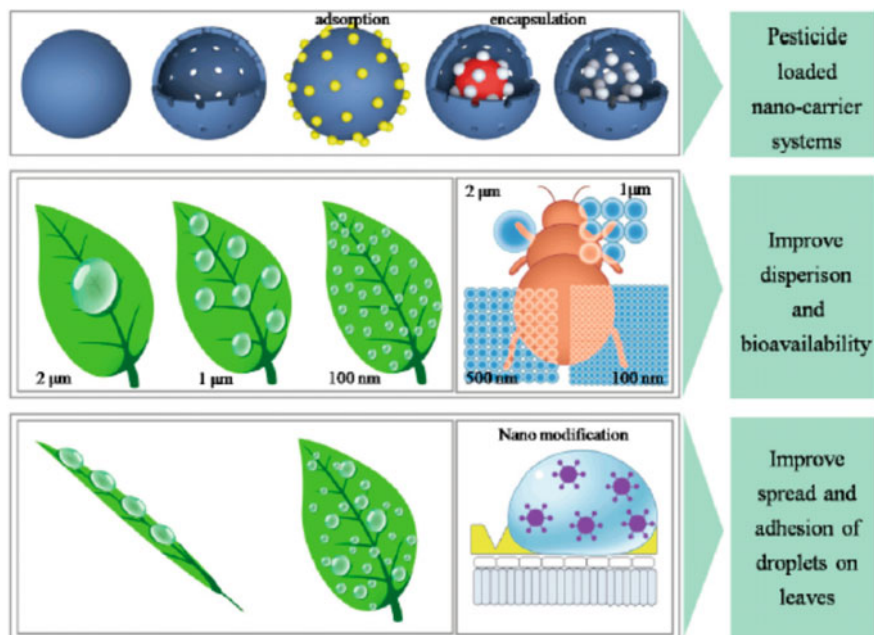 adsorption
encapsulation
Pesticide
loaded
nano-carrier
systems
2 μm
1 μm
100 nm
2 μm
1μm
500 nm
100 nm
Improve
disperison
and
bioavailability
Nano modification
Improve
spread and
adhesion of
droplets on
leaves